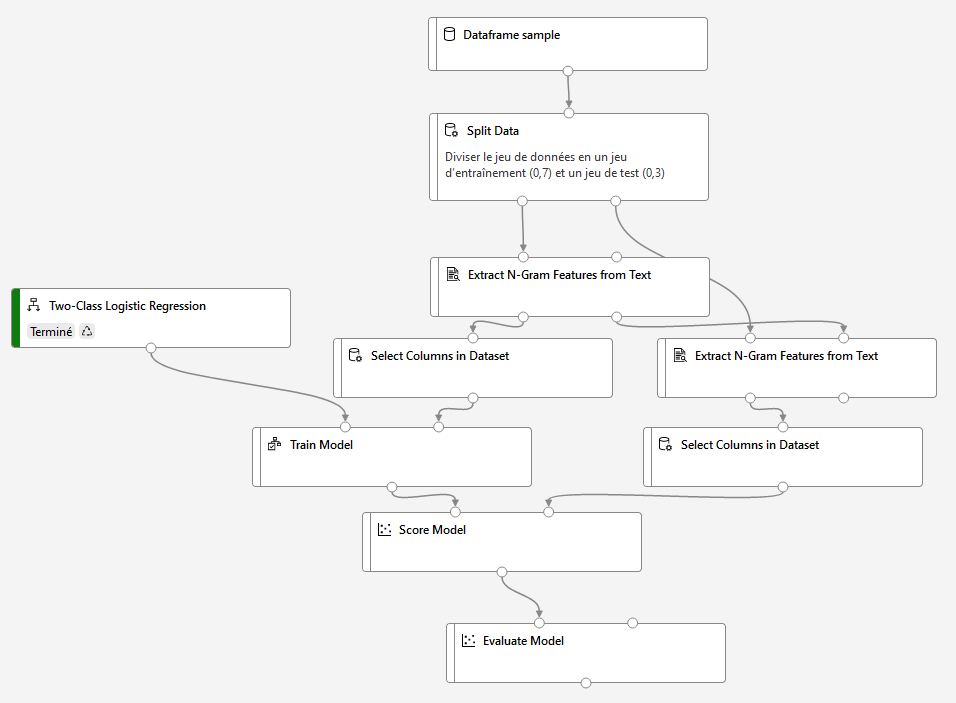 Dataframe sample
Split Data
Diviser le jeu de données en un jeu
d'entraînement (0,7) et un jeu de test (0,3)
Extract N-Gram Features from Text
Two-Class Logistic Regression
Terminé
Select Columns in Dataset
Extract N-Gram Features from Text
Train Model
Select Columns in Dataset
Score Model
Evaluate Model